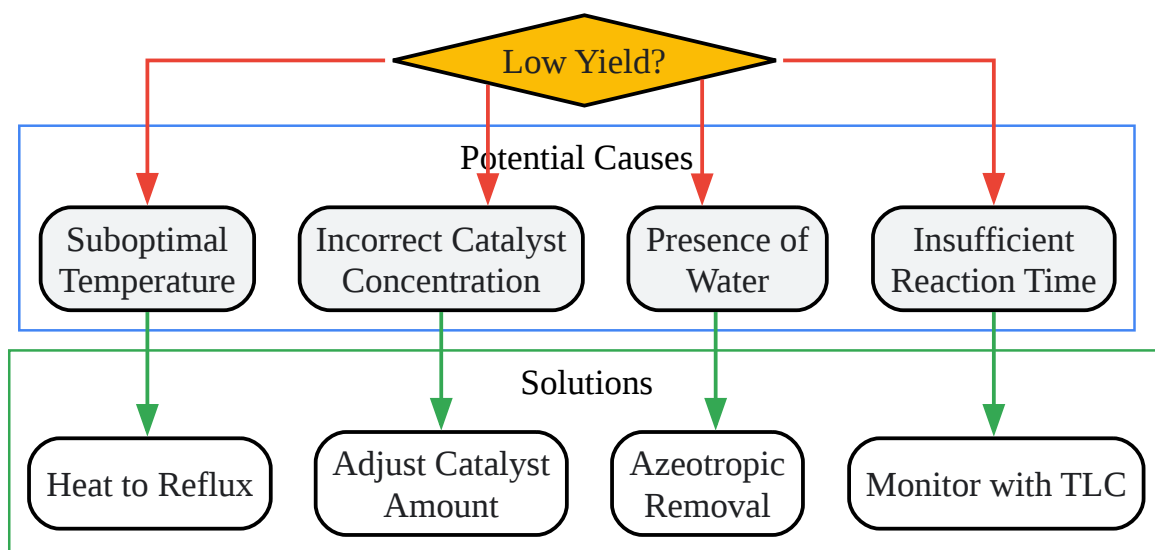 Low Yield?
Potential Causes
Suboptimal
Temperature
Incorrect Catalyst
Concentration
Presence of
Water
Insufficient
Reaction Time
Solutions
Heat to Reflux
Adjust Catalyst
Amount
Azeotropic
Removal
Monitor with TLC